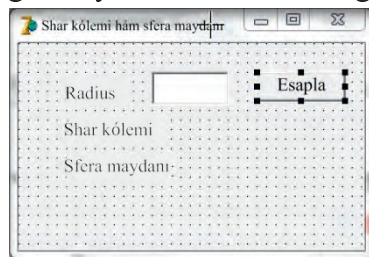 Shar kólemi hám sfera maydanı
Radius
Esapla
Shar kólemi
Sfera maydanı